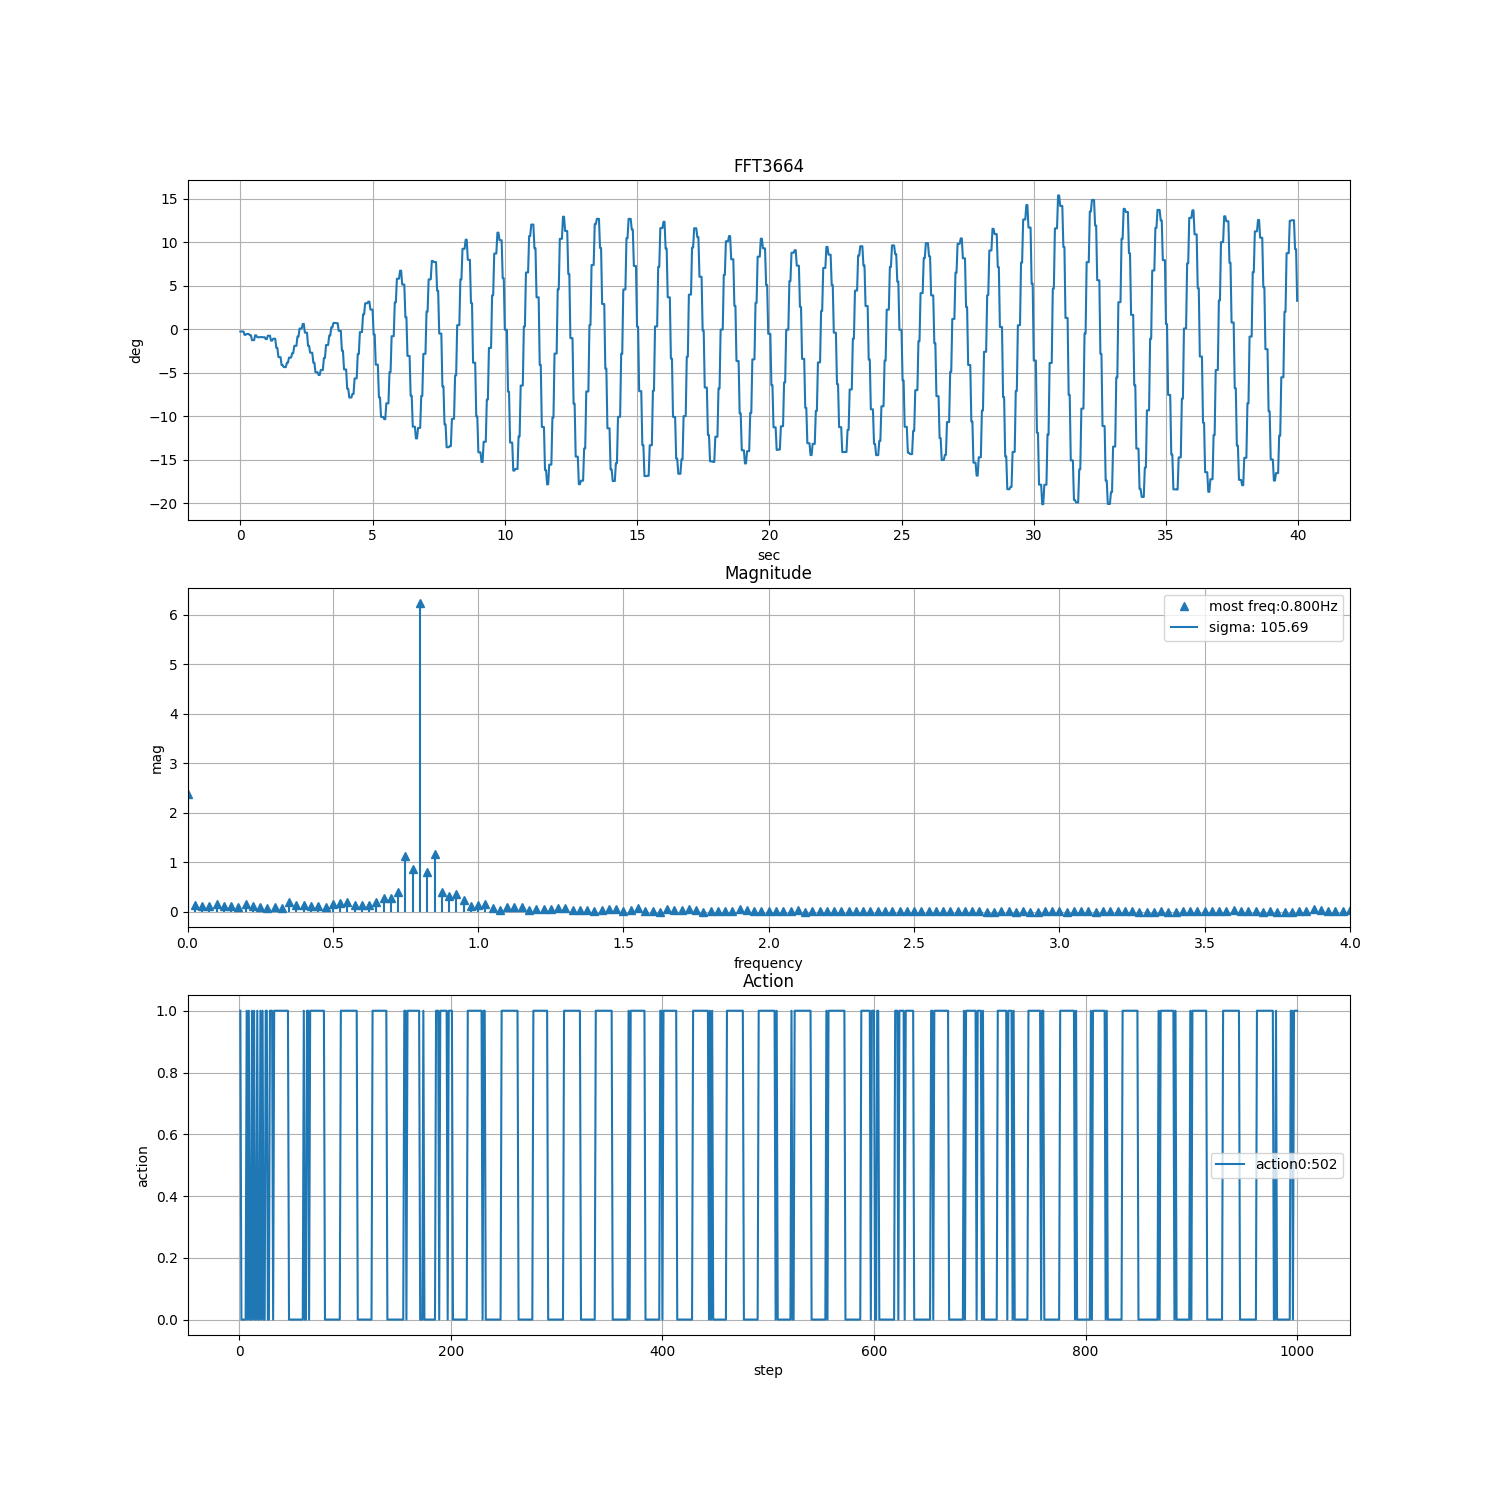 FFT3664
15
10
5
0
−5
−10
−15
−20
deg
0 5 10 15 20 25 30 35 40
sec
Magnitude
6
5
4
3
2
1
0
mag
most freq:0.800Hz
sigma: 105.69
0.0 0.5 1.0 1.5 2.0 2.5 3.0 3.5 4.0
frequency
Action
1.0
0.8
0.6
0.4
0.2
0.0
action
action0:502
0 200 400 600 800 1000
step